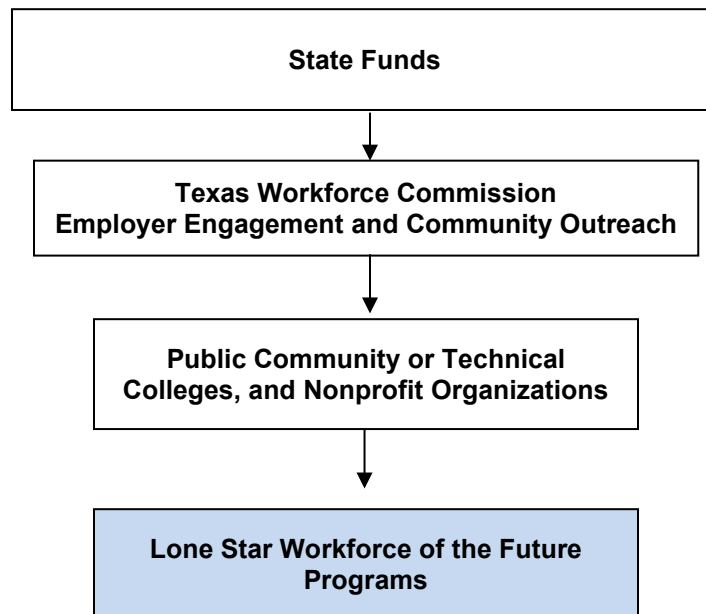 State Funds
Texas Workforce Commission
Employer Engagement and Community Outreach
Public Community or Technical
Colleges, and Nonprofit Organizations
Lone Star Workforce of the Future
Programs